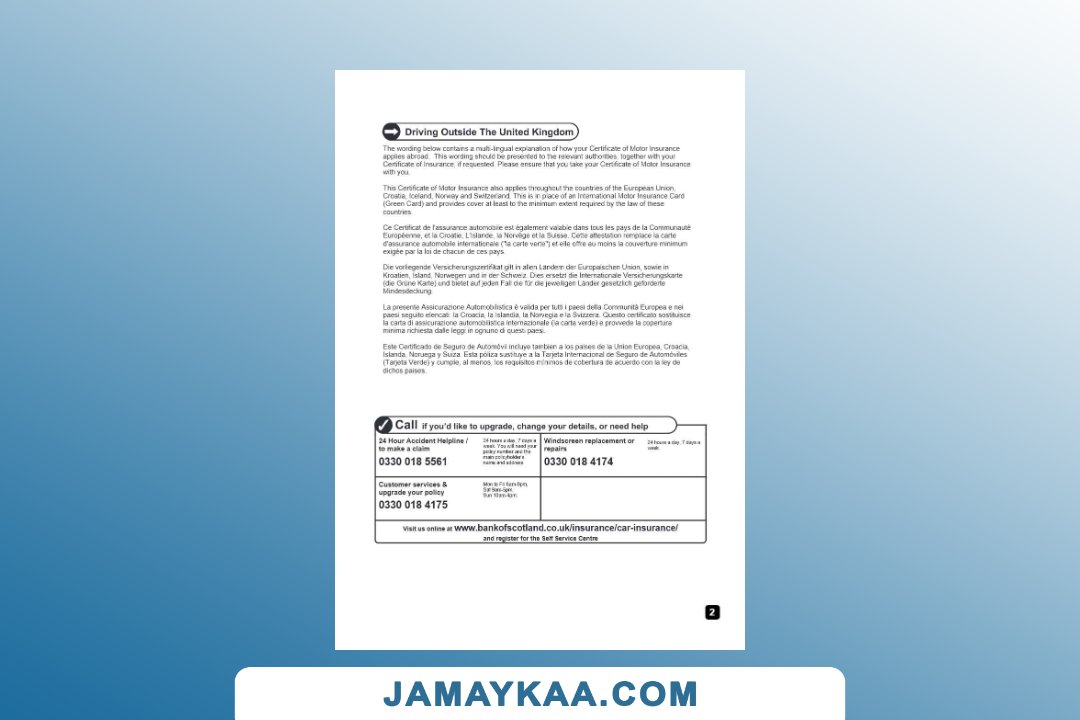 Driving Outside The United Kingdom
The wording below contains a multi-lingual explanation of how your Certificate of Motor Insurance
applies abroad. This wording should be presented to the relevant authorities, together with your
Certificate of Insurance, if requested. Please ensure that you take your Certificate of Motor Insurance
with you.
This Certificate of Motor Insurance also applies throughout the countries of the European Union,
Croatia, Iceland, Norway and Switzerland. This is in place of an International Motor Insurance Card
(Green Card) and provides cover at least to the minimum extent required by the law of these
countries.
Ce Certificat de l'assurance automobile est également valable dans tous les pays de la Communauté
Européenne, et la Croatie, L'Islande, la Norvège et la Suisse. Cette attestation remplace la carte
d'assurance automobile internationale ("la carte verte") et elle offre au moins la couverture minimum
exigée par la loi de chacun de ces pays.
Die vorliegende Versicherungszertifikat gilt in allen Ländern der Europaischen Union, sowie in
Kroatien, Island, Norwegen und in der Schweiz. Dies ersetzt die Internationale Versicherungskarte
(die Grüne Karte) und bietet auf jeden Fall die für die jeweiligen Länder gesetzlich geforderte
Mindesdeckung.
La presente Assicurazione Automobilistica è valida per tutti i paesi della Communità Europea e nei
paesi seguito elencati: la Croacia, la Islandia, la Norvegia e la Svizzera. Questo certificato sostituisce
la carta di assicurazione automobilistica internazionale (la carta verde) e provvede la copertura
minima richiesta dalle leggi in ognuno di questi paesi.
Este Certificado de Seguro de Automóvil incluye tambien a los paises de la Union Europea, Croacia,
Islanda, Noruega y Suiza. Esta póliza sustituye a la Tarjeta Internacional de Seguro de Automóviles
(Tarjeta Verde) y cumple, al menos, los requisitos mínimos de cobertura de acuerdo con la ley de
dichos paises.
Call if you'd like to upgrade, change your details, or need help
24 Hour Accident Helpline /
to make a claim
0330 018 5561
24 hours a day, 7 days a
week. You will need your
policy number and the
main policyholder's
name and address
Windscreen replacement or
repairs
0330 018 4174
24 hours a day, 7 days a
week.
Customer services &
upgrade your policy
0330 018 4175
Mon to Fri 8am-8pm,
Sat 9am-5pm,
Sun 10am-4pm
Visit us online at www.bankofscotland.co.uk/insurance/car-insurance/
and register for the Self Service Centre
2
JAMAYKAA.COM